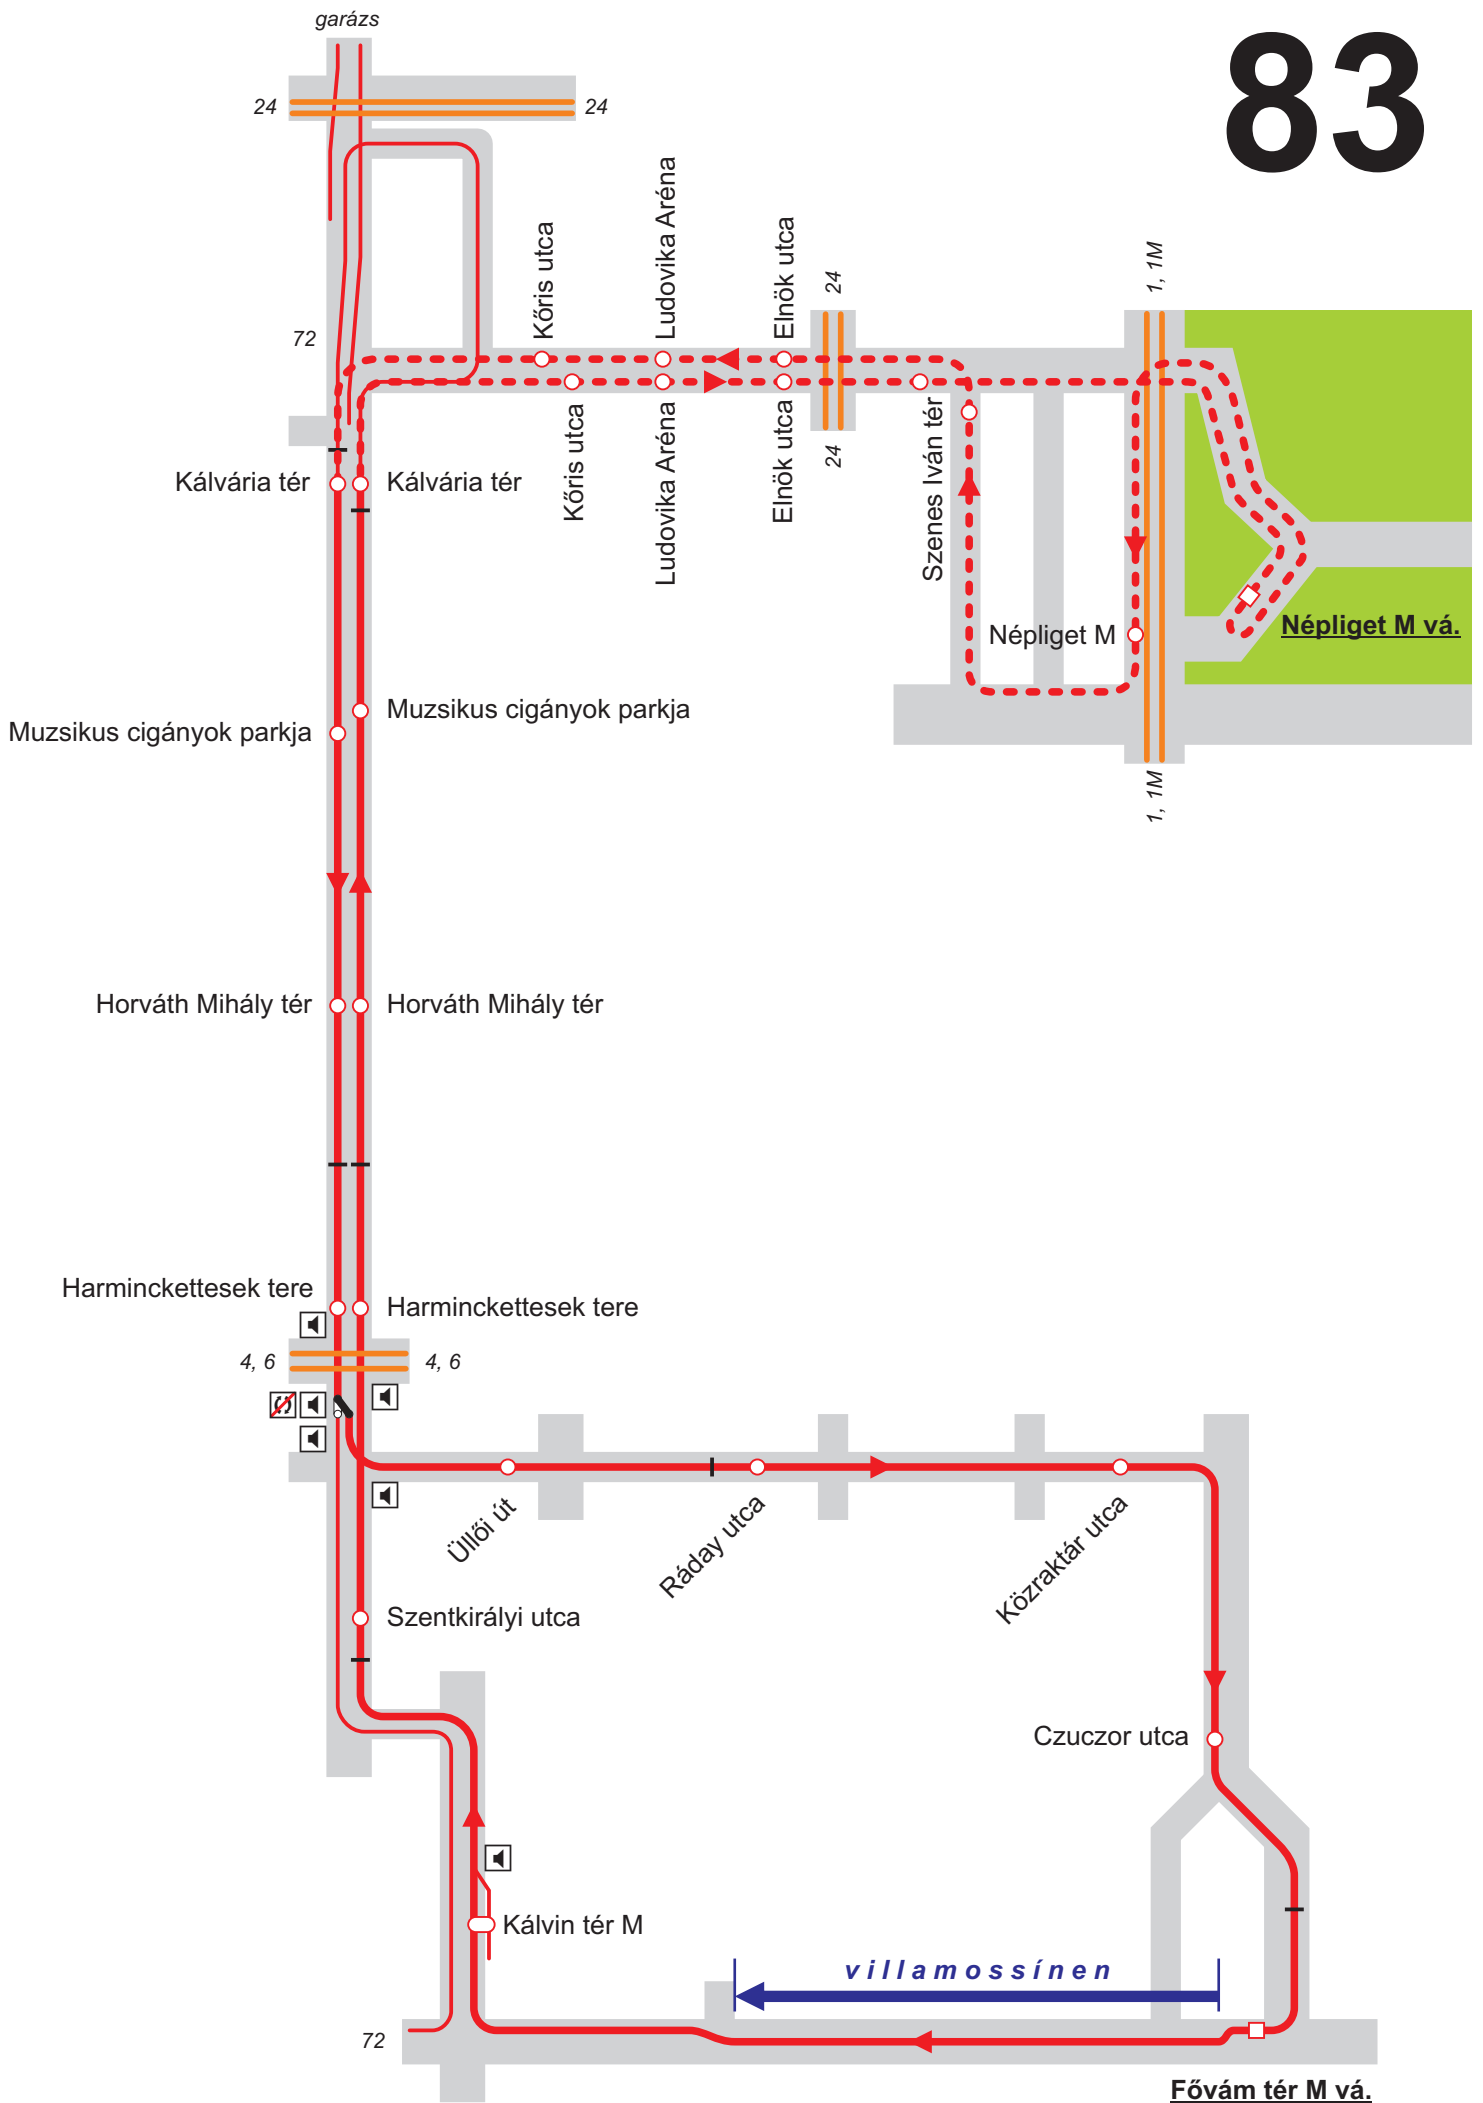 garázs
83
24
24
Kőris utca
Ludovika Aréna
Elnök utca
24
1, 1M
72
Kőris utca
Ludovika Aréna
Elnök utca
24
Szenes Iván tér
Kálvária tér
Kálvária tér
Népliget M
Népliget M vá.
Muzsikus cigányok parkja
Muzsikus cigányok parkja
1, 1M
Horváth Mihály tér
Horváth Mihály tér
Harminckettesek tere
Harminckettesek tere
4, 6
4, 6
Üllői út
Ráday utca
Közraktár utca
Szentkirályi utca
Czuczor utca
Kálvin tér M
villamossínen
72
Fővám tér M vá.